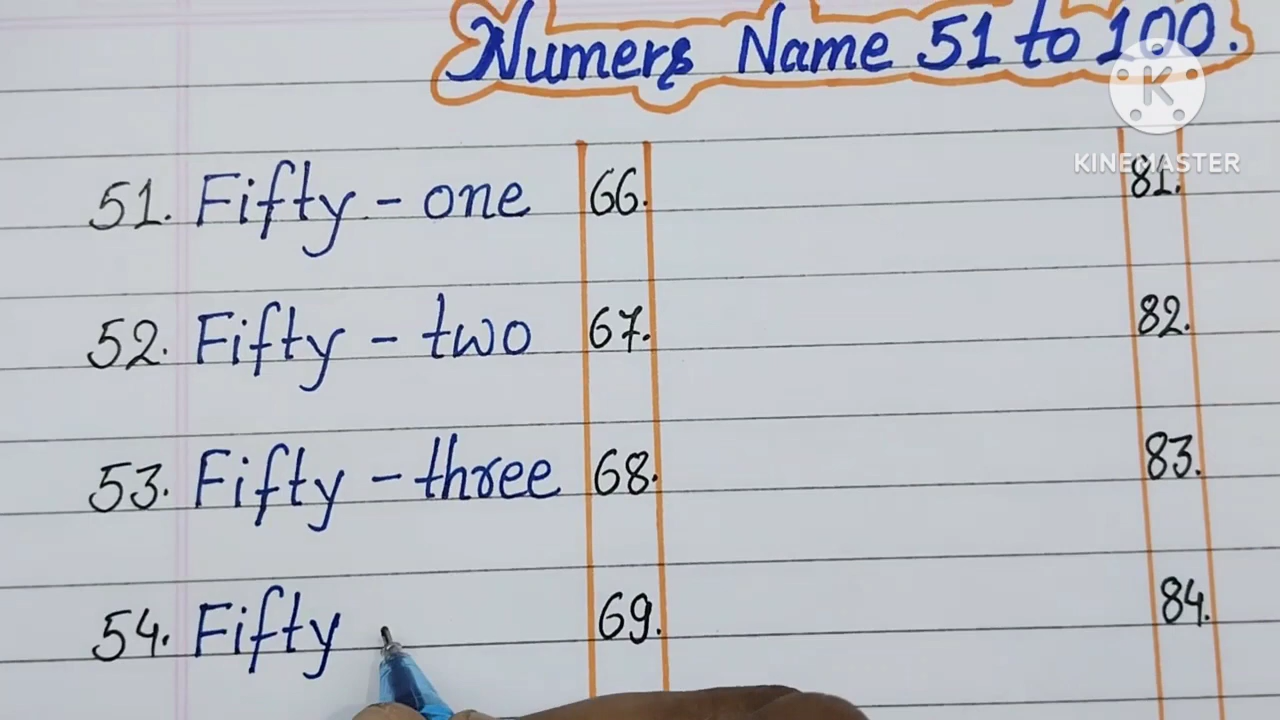 Numers Name 51 to 100.
K
KINEMASTER
51. Fifty - one 66. 81.
52. Fifty - two 67. 82.
53. Fifty - three 68. 83.
54. Fifty 69. 84.